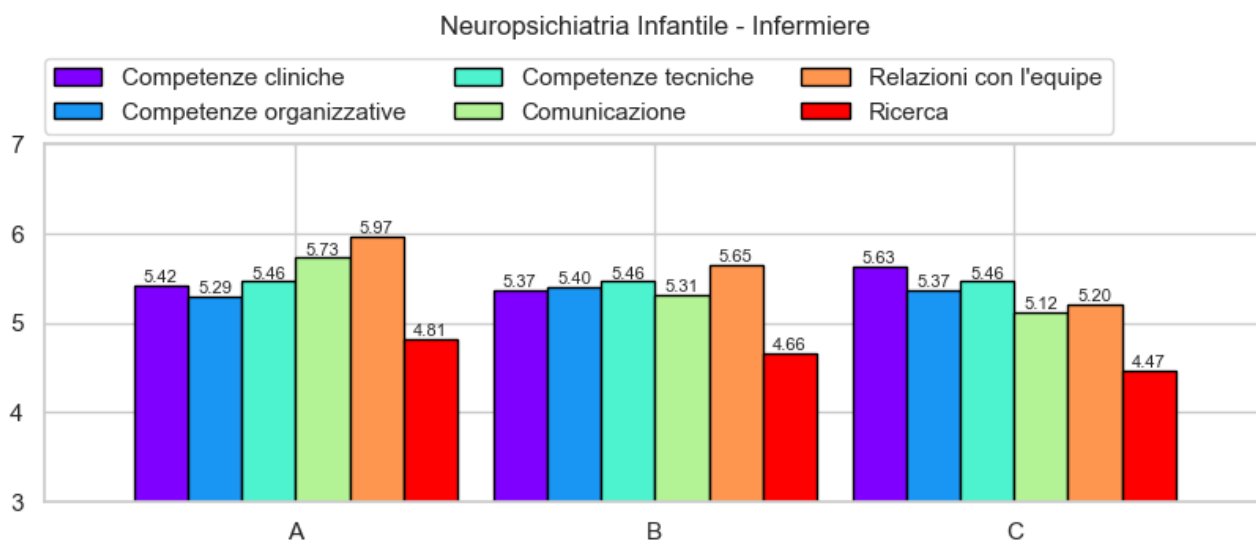 Neuropsichiatria Infantile - Infermiere
Competenze cliniche
Competenze organizzative
Competenze tecniche
Comunicazione
Relazioni con l'equipe
Ricerca
7
6
5
4
3
5.42
5.29
5.46
5.73
5.97
4.81
5.37
5.40
5.46
5.31
5.65
4.66
5.63
5.37
5.46
5.12
5.20
4.47
A
B
C